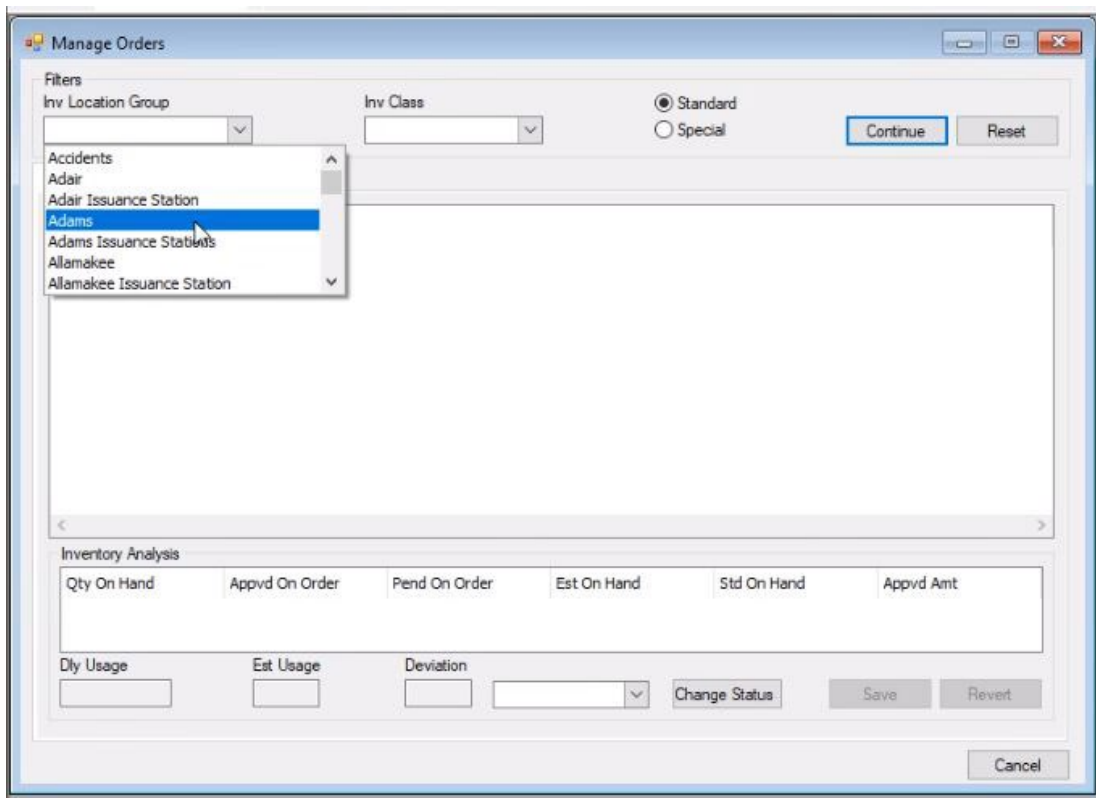 Manage Orders
Filters
Inv Location Group
Inv Class
Standard
Special
Continue
Reset
Accidents
Adair
Adair Issuance Station
Adams
Adams Issuance Stations
Allamakee
Allamakee Issuance Station
Inventory Analysis
Qty On Hand
Appvd On Order
Pend On Order
Est On Hand
Std On Hand
Appvd Amt
Dly Usage
Est Usage
Deviation
Change Status
Save
Revert
Cancel